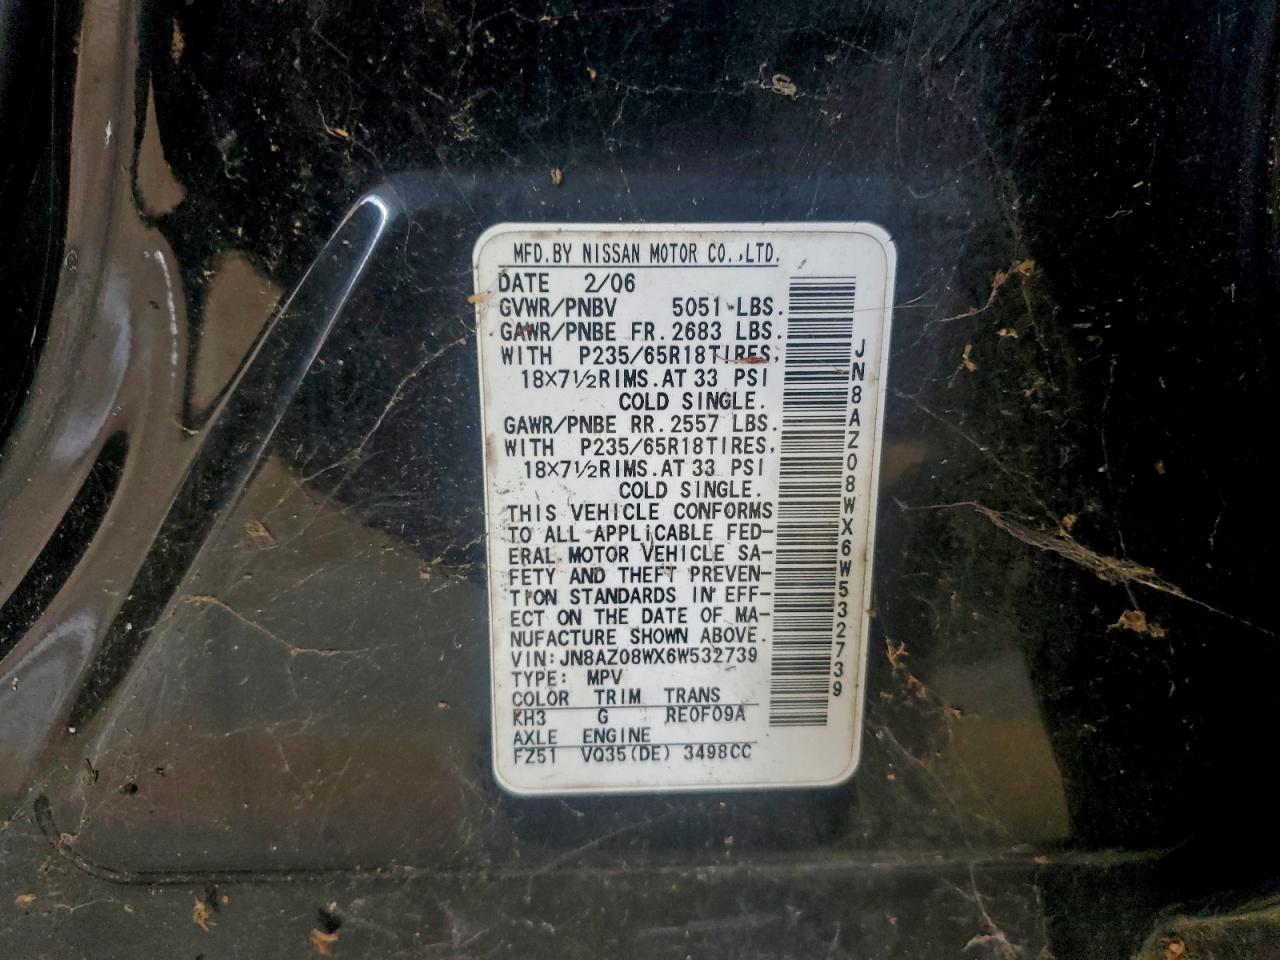 MFD.BY NISSAN MOTOR CO.,LTD.
DATE 2/06
GVWR/PNBV 5051 LBS.
GAWR/PNBE FR. 2683 LBS.
WITH P235/65R18TIRES,
18×7½RIMS.AT 33 PSI
COLD SINGLE.
GAWR/PNBE RR. 2557 LBS.
WITH P235/65R18TIRES,
18×7½RIMS.AT 33 PSI
COLD SINGLE.
THIS VEHICLE CONFORMS
TO ALL APPLICABLE FED-
ERAL MOTOR VEHICLE SA-
FETY AND THEFT PREVEN-
TION STANDARDS IN EFF-
ECT ON THE DATE OF MA-
NUFACTURE SHOWN ABOVE.
VIN:JN8AZ08WX6W532739
TYPE: MPV
COLOR TRIM TRANS
KH3 G RE0F09A
AXLE ENGINE
FZ51 VQ35(DE) 3498CC
JN8AZ08WX6W532739